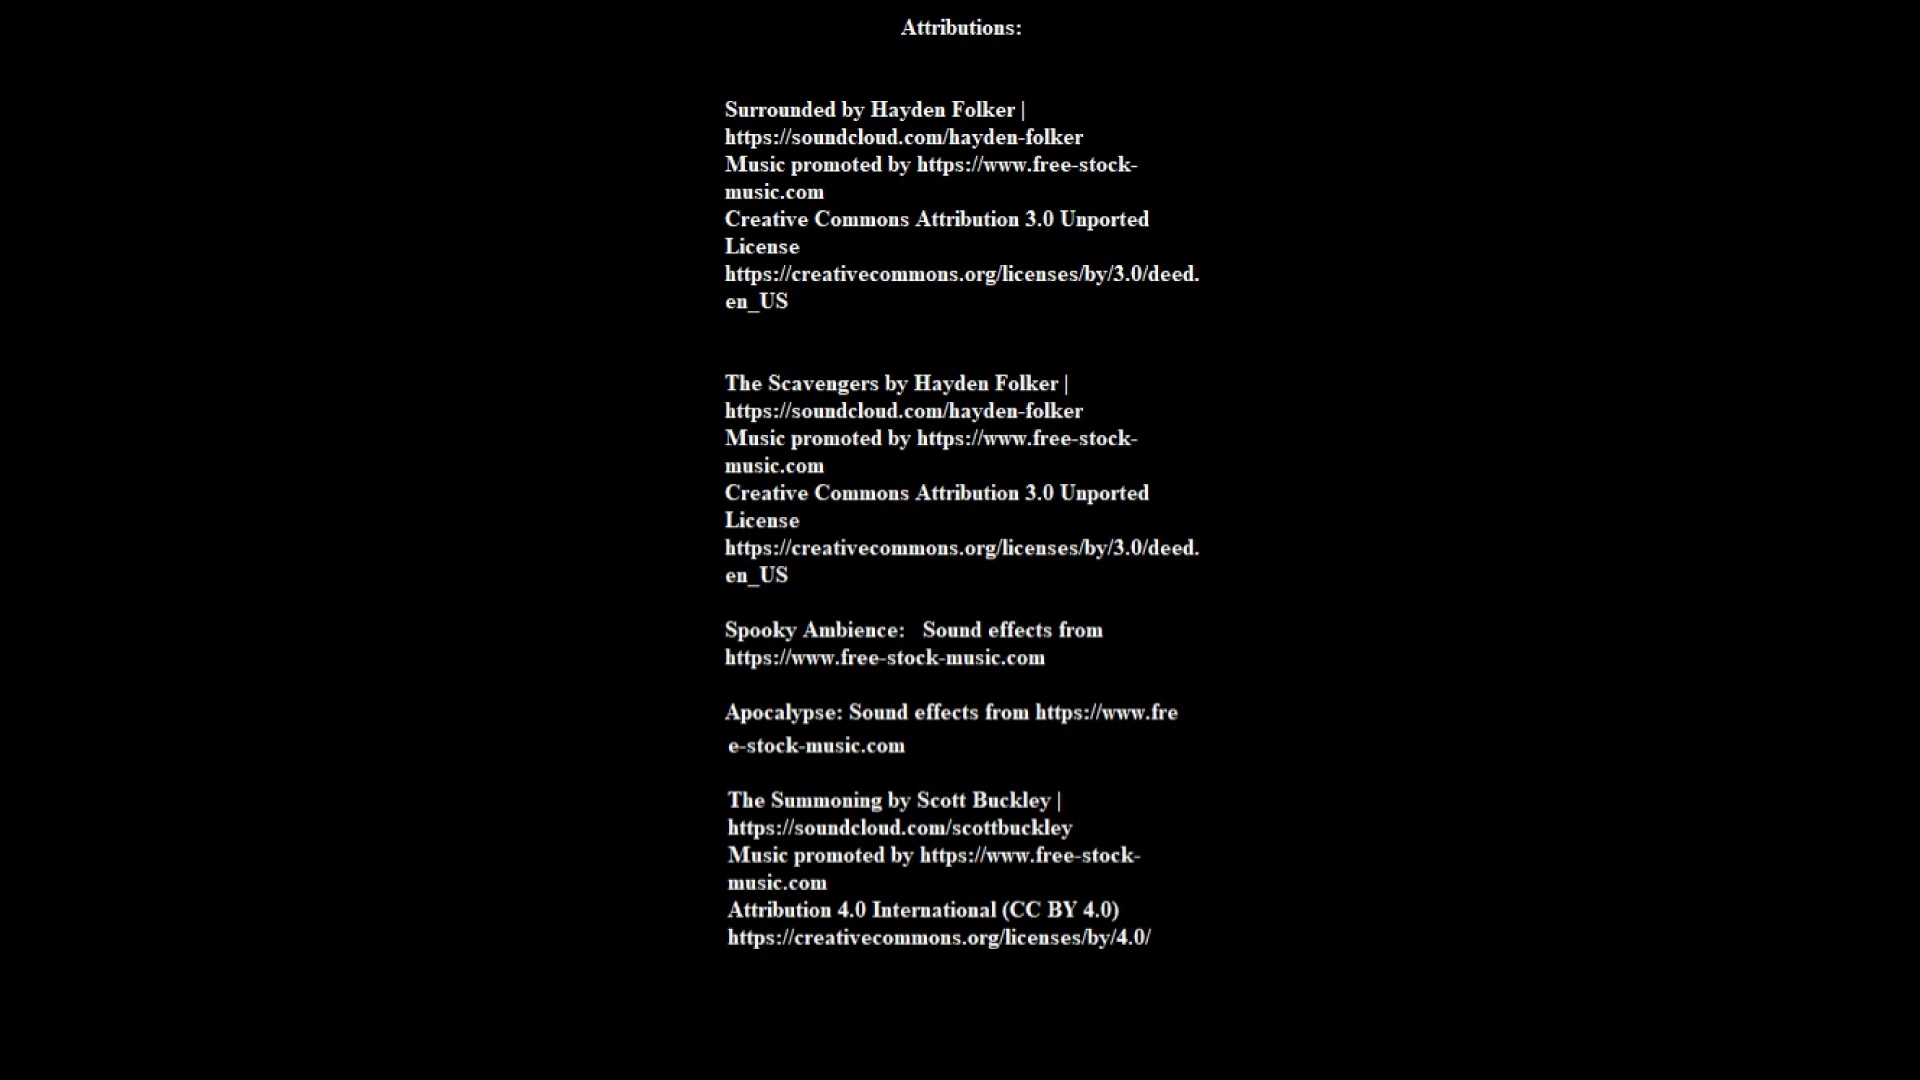 Attributions:
Surrounded by Hayden Folker |
https://soundcloud.com/hayden-folker
Music promoted by https://www.free-stock-
music.com
Creative Commons Attribution 3.0 Unported
License
https://creativecommons.org/licenses/by/3.0/deed.
en_US
The Scavengers by Hayden Folker |
https://soundcloud.com/hayden-folker
Music promoted by https://www.free-stock-
music.com
Creative Commons Attribution 3.0 Unported
License
https://creativecommons.org/licenses/by/3.0/deed.
en_US
Spooky Ambience:   Sound effects from
https://www.free-stock-music.com
Apocalypse: Sound effects from https://www.fre
e-stock-music.com
The Summoning by Scott Buckley |
https://soundcloud.com/scottbuckley
Music promoted by https://www.free-stock-
music.com
Attribution 4.0 International (CC BY 4.0)
https://creativecommons.org/licenses/by/4.0/